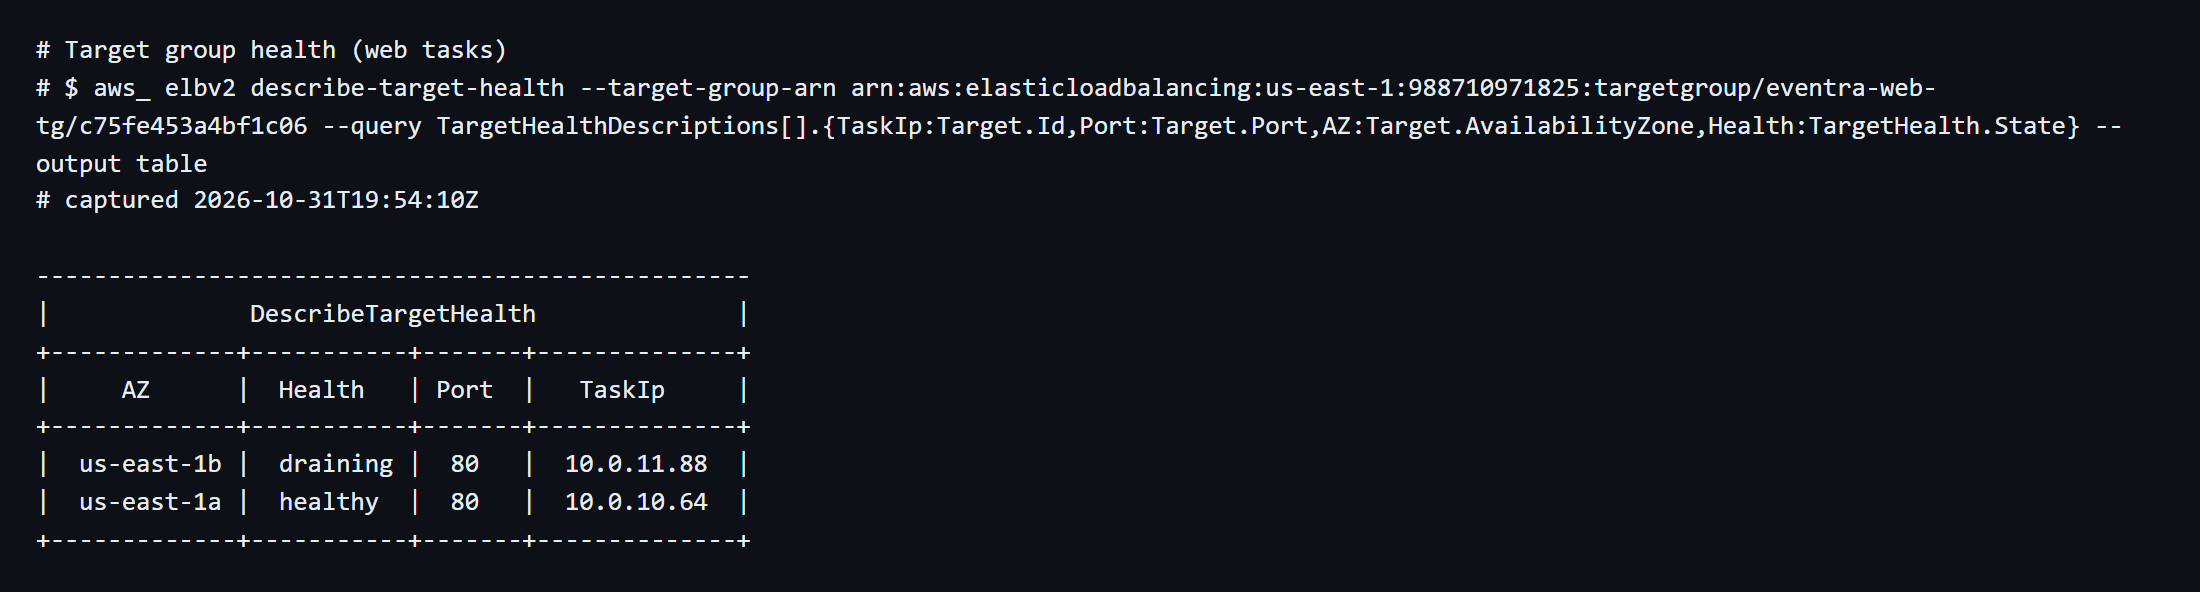 # Target group health (web tasks)
# $ aws_ elbv2 describe-target-health --target-group-arn arn:aws:elasticloadbalancing:us-east-1:988710971825:targetgroup/eventra-web-
tg/c75fe453a4bf1c06 --query TargetHealthDescriptions[].{TaskIp:Target.Id,Port:Target.Port,AZ:Target.AvailabilityZone,Health:TargetHealth.State} --
output table
# captured 2026-10-31T19:54:10Z

--------------------------------------------------
|              DescribeTargetHealth              |
+-------------+-----------+-------+--------------+
|     AZ      |  Health   | Port  |   TaskIp     |
+-------------+-----------+-------+--------------+
|  us-east-1b |  draining |  80   |  10.0.11.88  |
|  us-east-1a |  healthy  |  80   |  10.0.10.64  |
+-------------+-----------+-------+--------------+